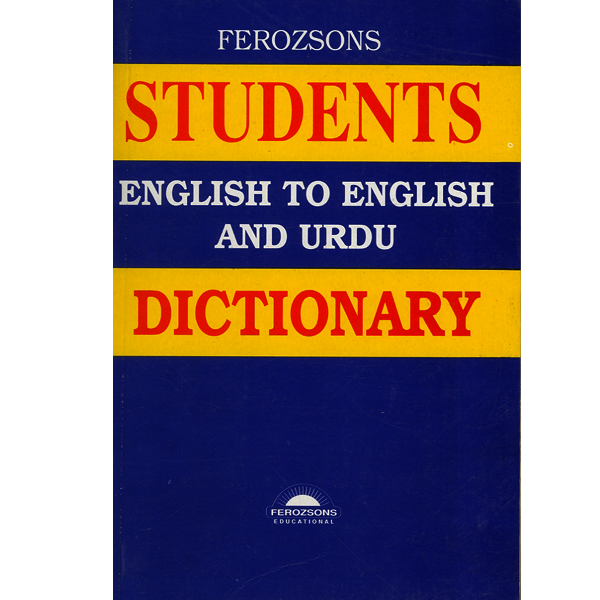 FEROZSONS
STUDENTS
ENGLISH TO ENGLISH
AND URDU
DICTIONARY
FEROZSONS
EDUCATIONAL